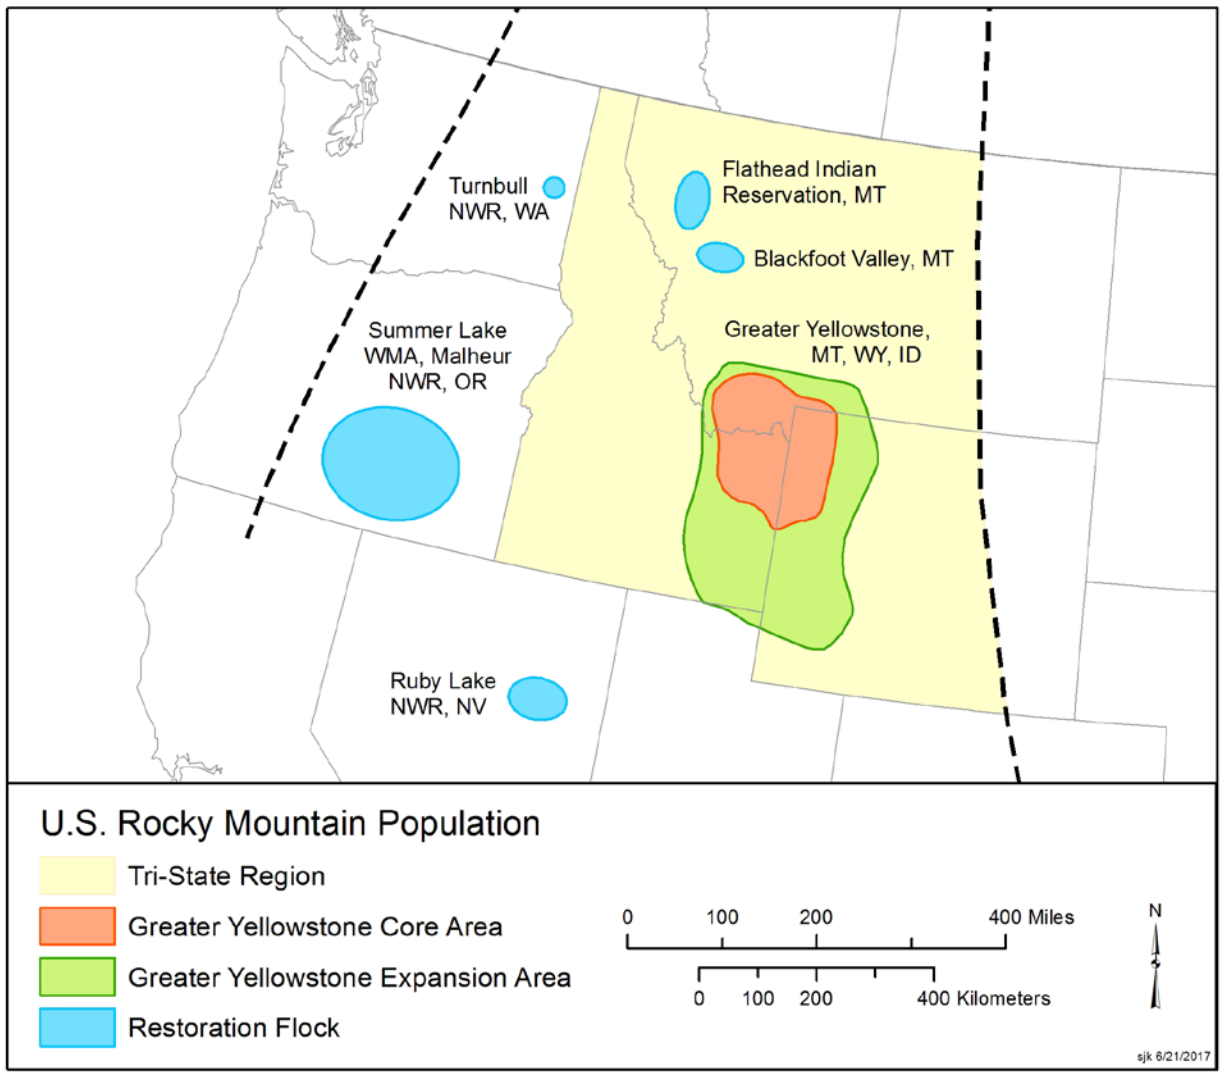 Flathead Indian
Reservation, MT
Turnbull
NWR, WA
Blackfoot Valley, MT
Summer Lake
WMA, Malheur
NWR, OR
Greater Yellowstone,
MT, WY, ID
Ruby Lake
NWR, NV
U.S. Rocky Mountain Population
Tri-State Region
Greater Yellowstone Core Area
Greater Yellowstone Expansion Area
Restoration Flock
0 100 200 400 Miles
0 100 200 400 Kilometers
N
sjk 6/21/2017